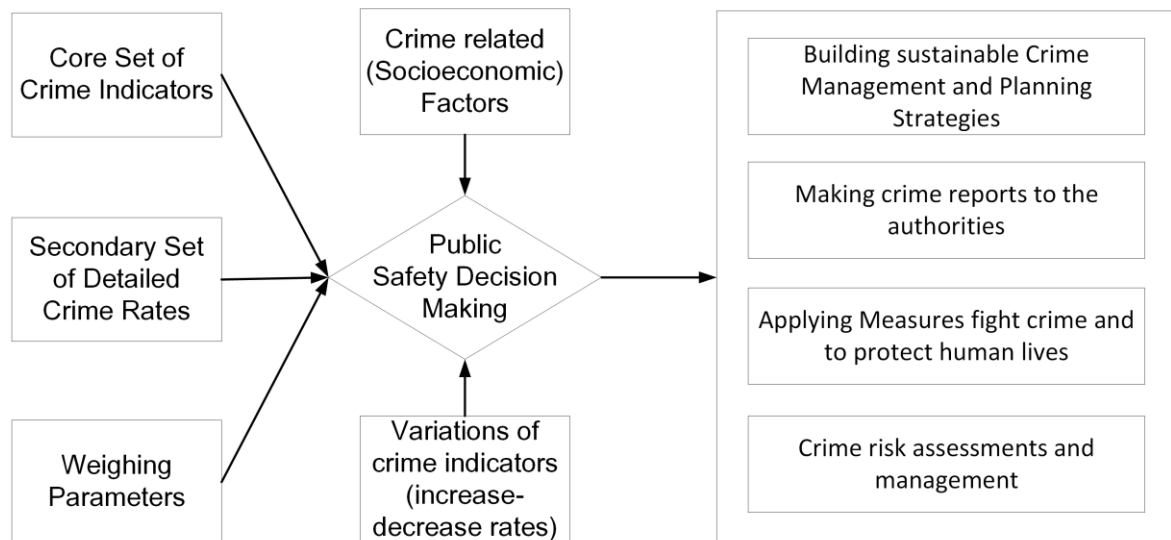 Core Set of
Crime Indicators
Secondary Set
of Detailed
Crime Rates
Weighing
Parameters
Crime related
(Socioeconomic)
Factors
Public
Safety Decision
Making
Variations of
crime indicators
(increase-
decrease rates)
Building sustainable Crime
Management and Planning
Strategies
Making crime reports to the
authorities
Applying Measures fight crime and
to protect human lives
Crime risk assessments and
management